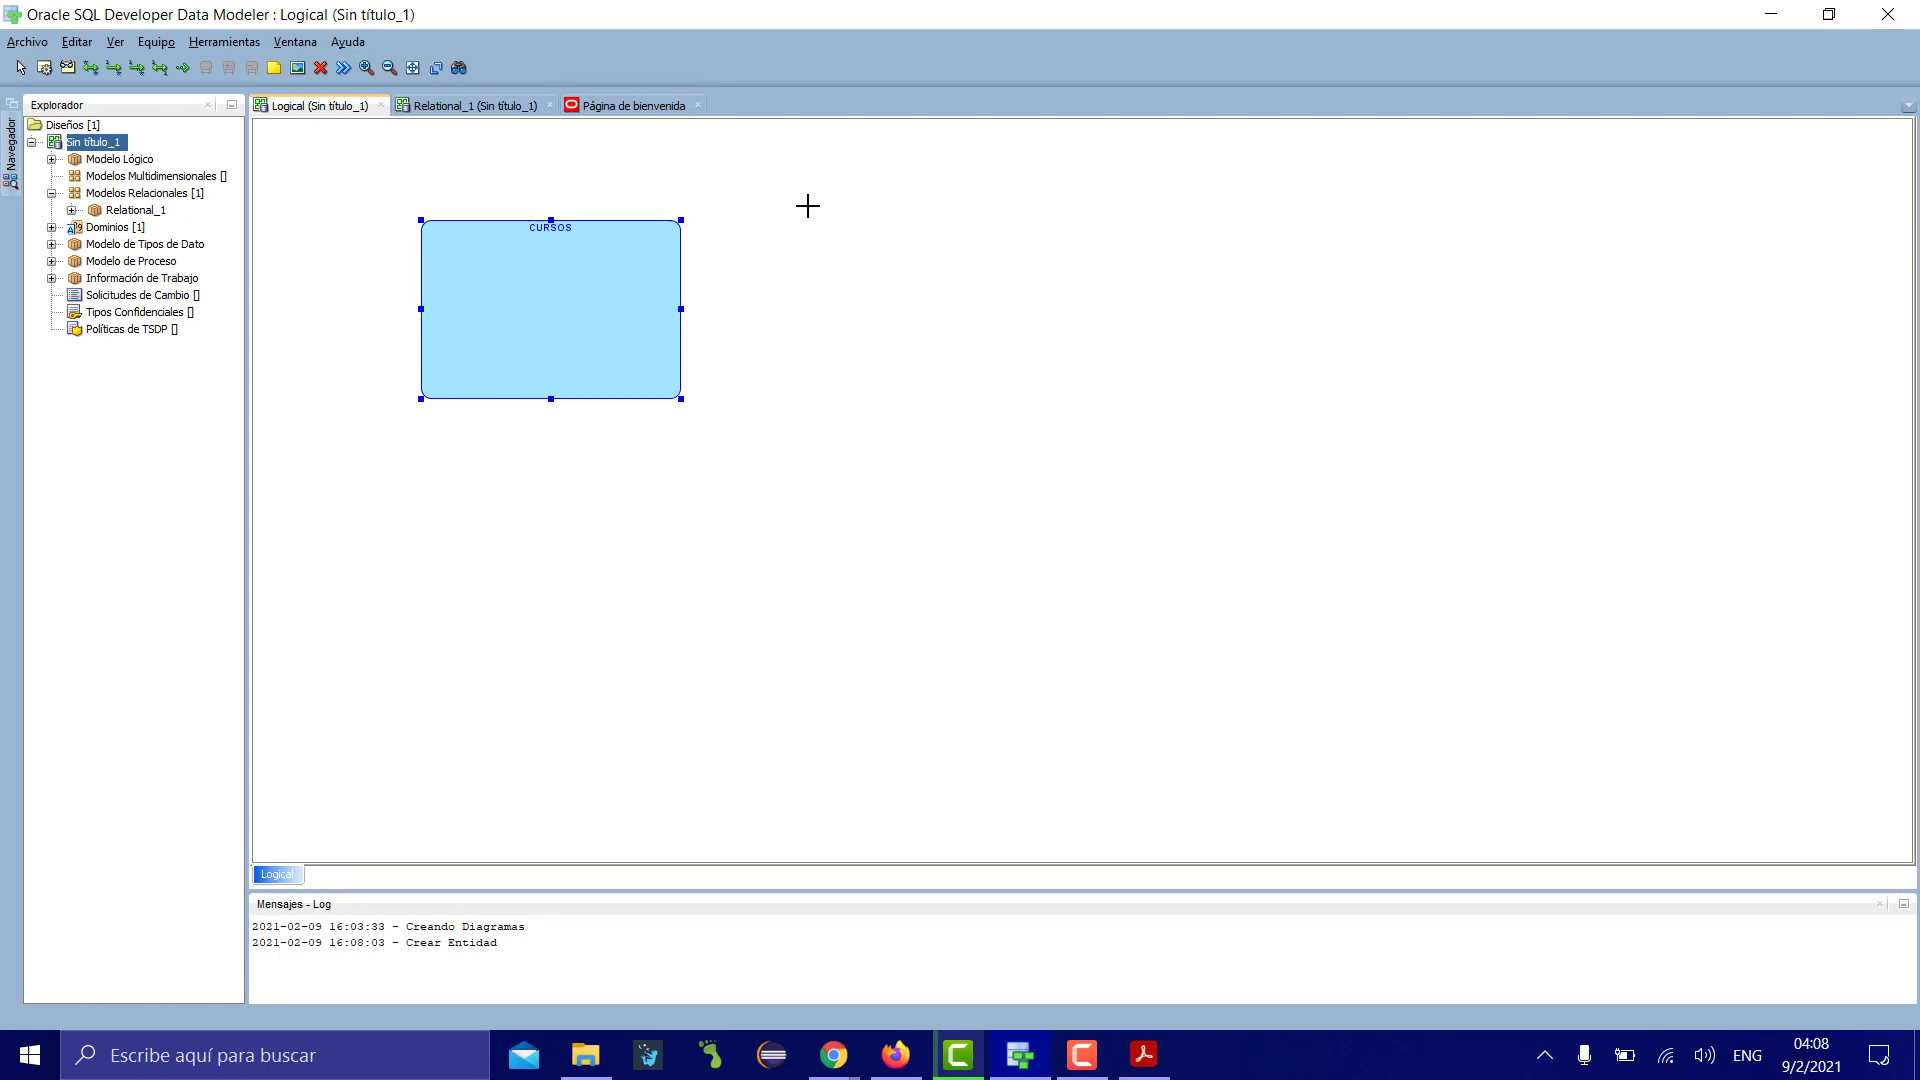 Oracle SQL Developer Data Modeler : Logical (Sin título_1)
Archivo Editar Ver Equipo Herramientas Ventana Ayuda
Explorador
Logical (Sin título_1)
Relational_1 (Sin título_1)
Página de bienvenida
Navegador
Diseños [1]
Sin título_1
Modelo Lógico
Modelos Multidimensionales []
Modelos Relacionales [1]
Relational_1
Dominios [1]
Modelo de Tipos de Dato
Modelo de Proceso
Información de Trabajo
Solicitudes de Cambio []
Tipos Confidenciales []
Políticas de TSDP []
CURSOS
Logical
Mensajes - Log
2021-02-09 16:03:33 - Creando Diagramas
2021-02-09 16:08:03 - Crear Entidad
Escribe aquí para buscar
ENG
04:08
9/2/2021